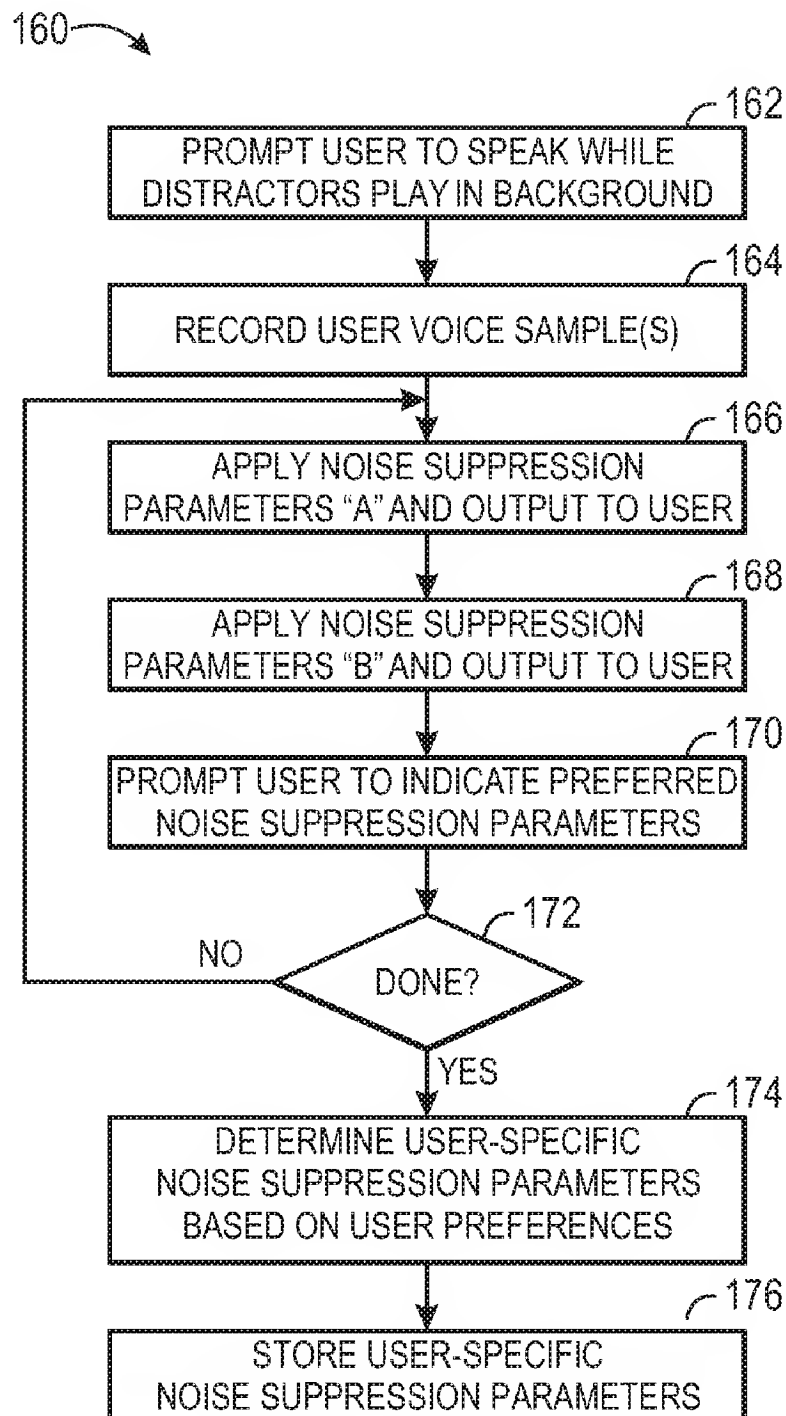 160
162
PROMPT USER TO SPEAK WHILE
DISTRACTORS PLAY IN BACKGROUND
164
RECORD USER VOICE SAMPLE(S)
166
APPLY NOISE SUPPRESSION
PARAMETERS “A” AND OUTPUT TO USER
168
APPLY NOISE SUPPRESSION
PARAMETERS “B” AND OUTPUT TO USER
170
PROMPT USER TO INDICATE PREFERRED
NOISE SUPPRESSION PARAMETERS
172
NO
DONE?
YES
174
DETERMINE USER-SPECIFIC
NOISE SUPPRESSION PARAMETERS
BASED ON USER PREFERENCES
176
STORE USER-SPECIFIC
NOISE SUPPRESSION PARAMETERS